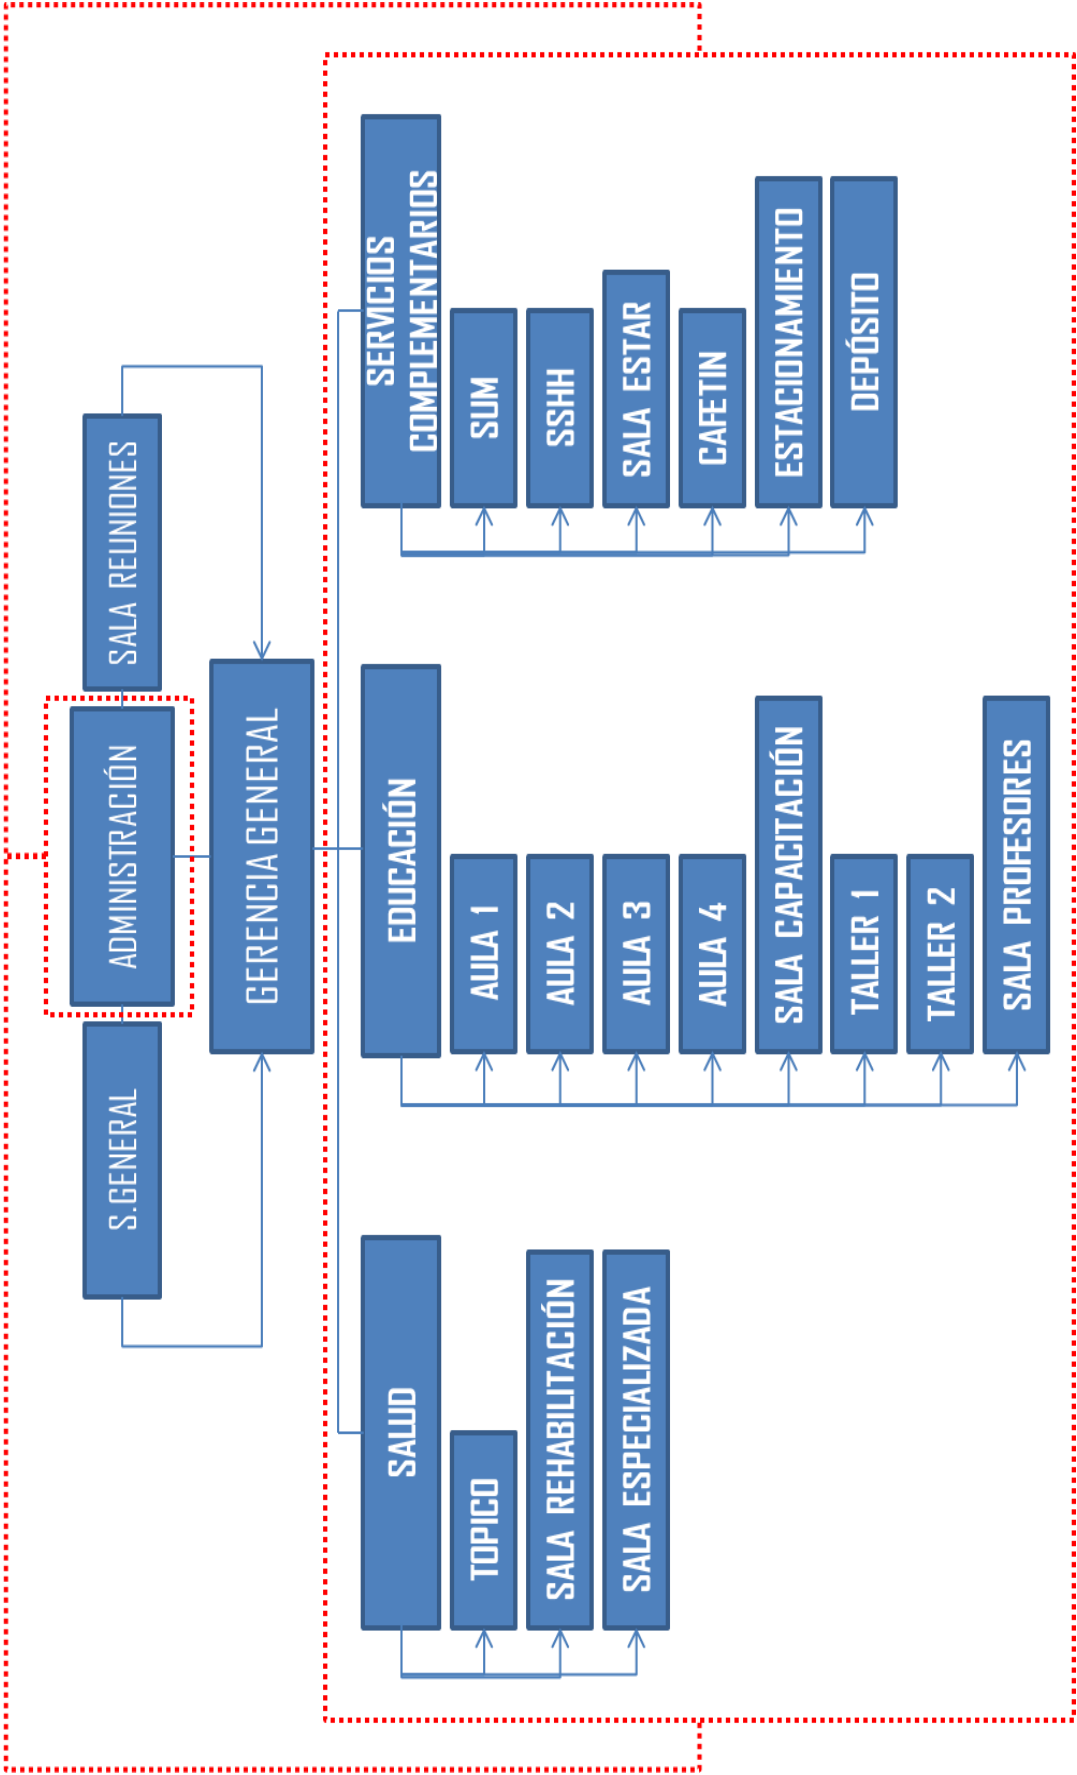 ADMINISTRACIÓN
S.GENERAL
SALA REUNIONES
GERENCIA GENERAL
SALUD
TOPICO
SALA REHABILITACIÓN
SALA ESPECIALIZADA
EDUCACIÓN
AULA 1
AULA 2
AULA 3
AULA 4
SALA CAPACITACIÓN
TALLER 1
TALLER 2
SALA PROFESORES
SERVICIOS
COMPLEMENTARIOS
SUM
SSHH
SALA ESTAR
CAFETIN
ESTACIONAMIENTO
DEPÓSITO